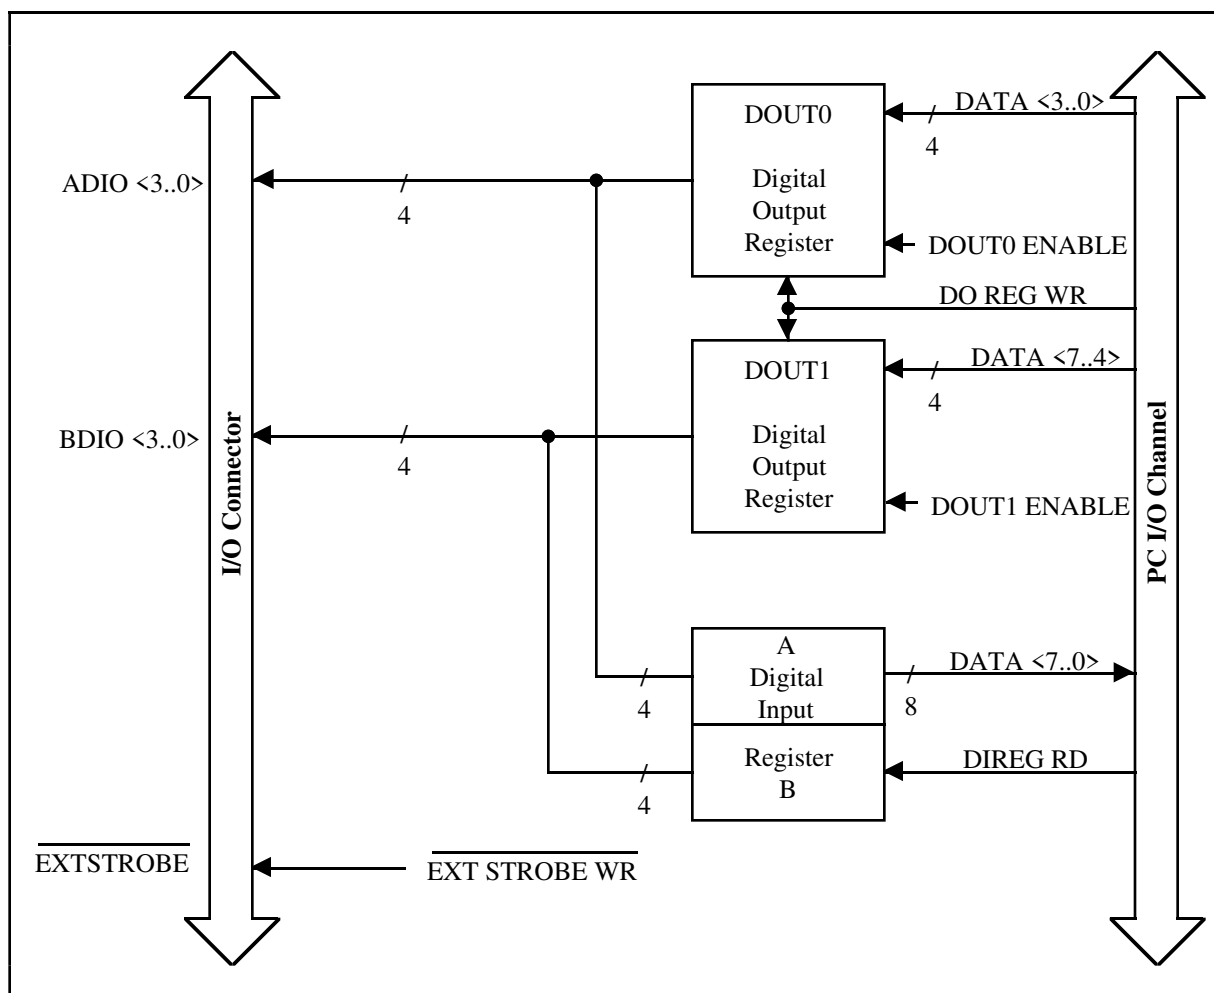 DOUT0
DATA <3..0>
4
ADIO <3..0>
4
Digital
Output
Register
DOUT0 ENABLE
DO REG WR
DOUT1
DATA <7..4>
4
BDIO <3..0>
4
Digital
Output
Register
DOUT1 ENABLE
I/O Connector
PC I/O Channel
A
Digital
Input
4
DATA <7..0>
8
Register
B
4
DIREG RD
EXTSTROBE
EXT STROBE WR